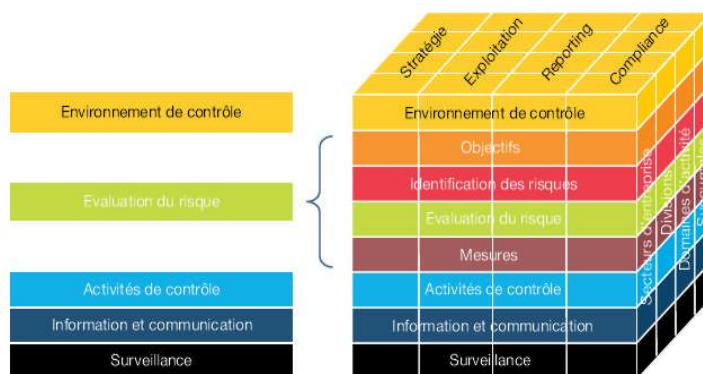 Stratégie
Exploitation
Reporting
Compliance
Environnement de contrôle
Evaluation du risque
Activités de contrôle
Information et communication
Surveillance
Environnement de contrôle
Objectifs
Identification des risques
Evaluation du risque
Mesures
Activités de contrôle
Information et communication
Surveillance
Secteurs d'entreprise
Divisions
Domaines d'activité